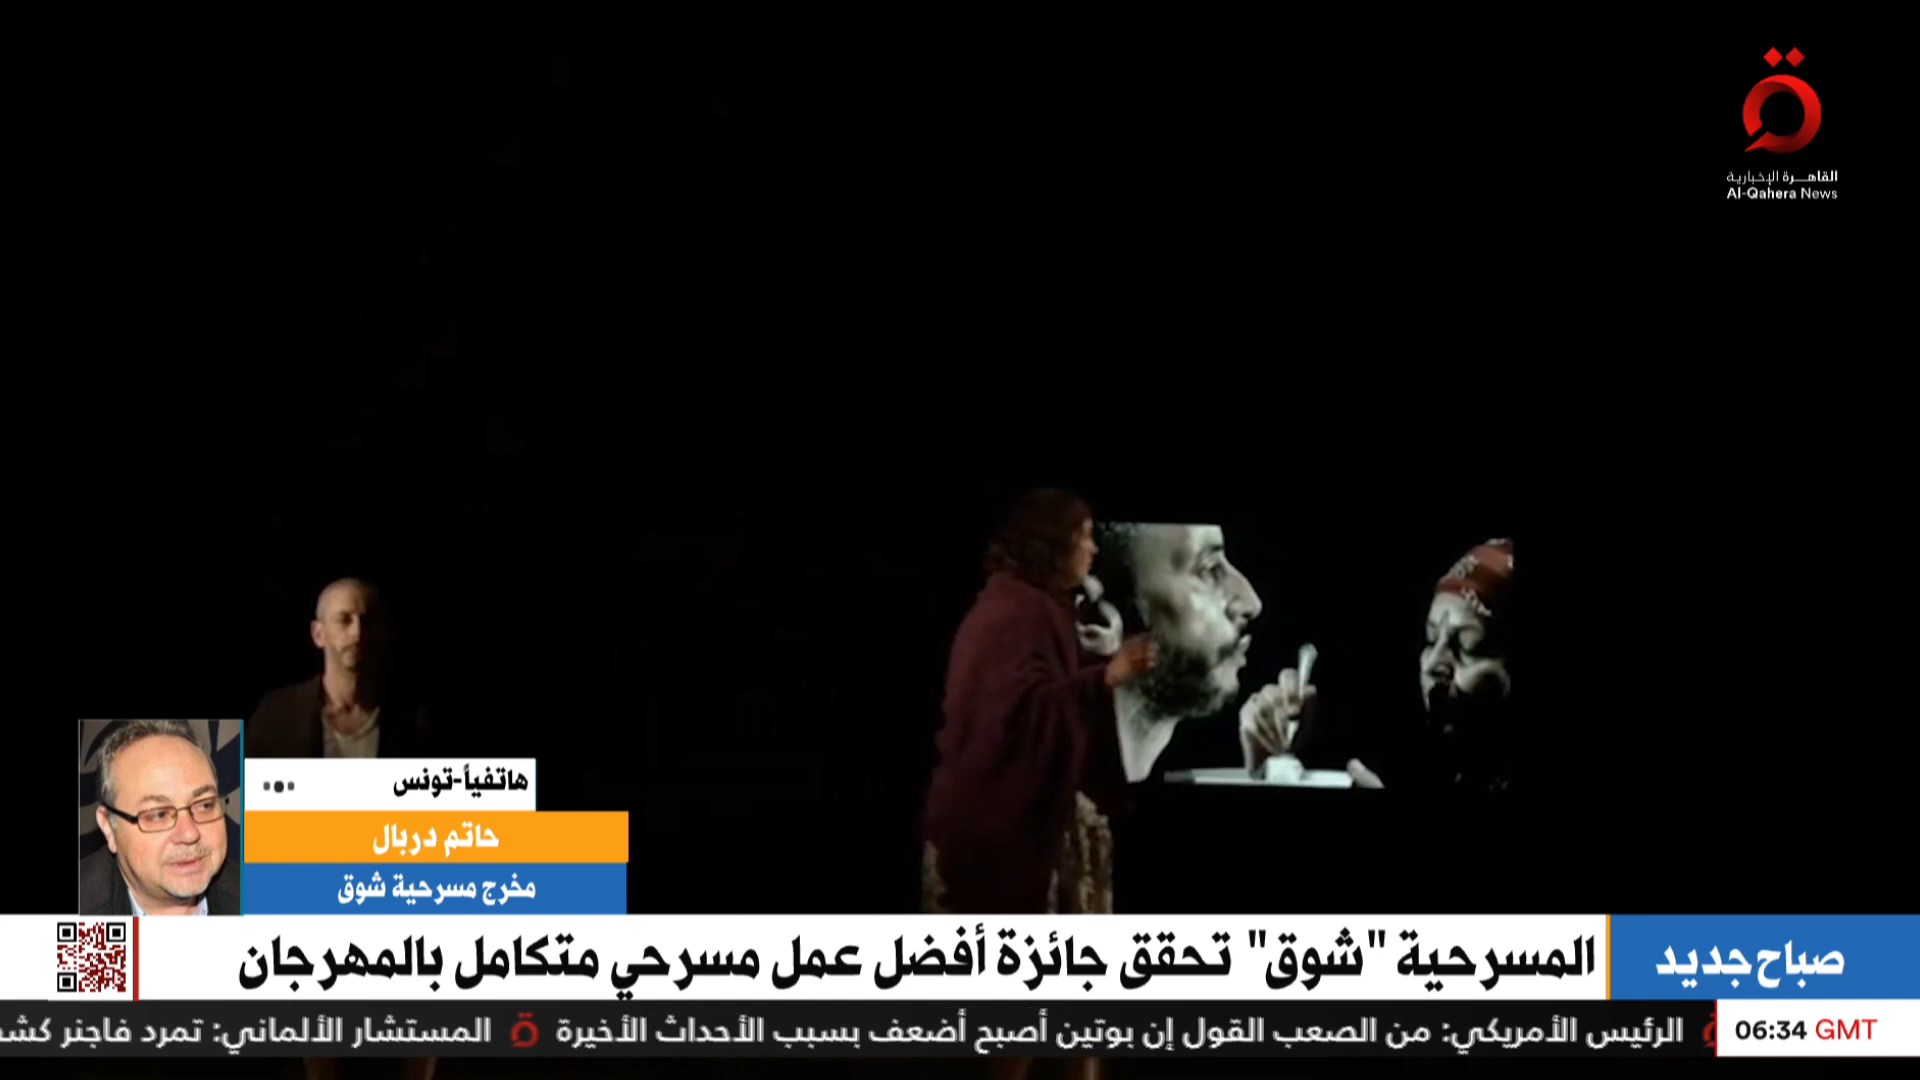 القاهرة الإخبارية
Al-Qahera News
هاتفياً-تونس
حاتم دربال
مخرج مسرحية شوق
صباح جديد
المسرحية "شوق" تحقق جائزة أفضل عمل مسرحي متكامل بالمهرجان
06:34 GMT
الرئيس الأمريكي: من الصعب القول إن بوتين أصبح أضعف بسبب الأحداث الأخيرة
المستشار الألماني: تمرد فاجنر